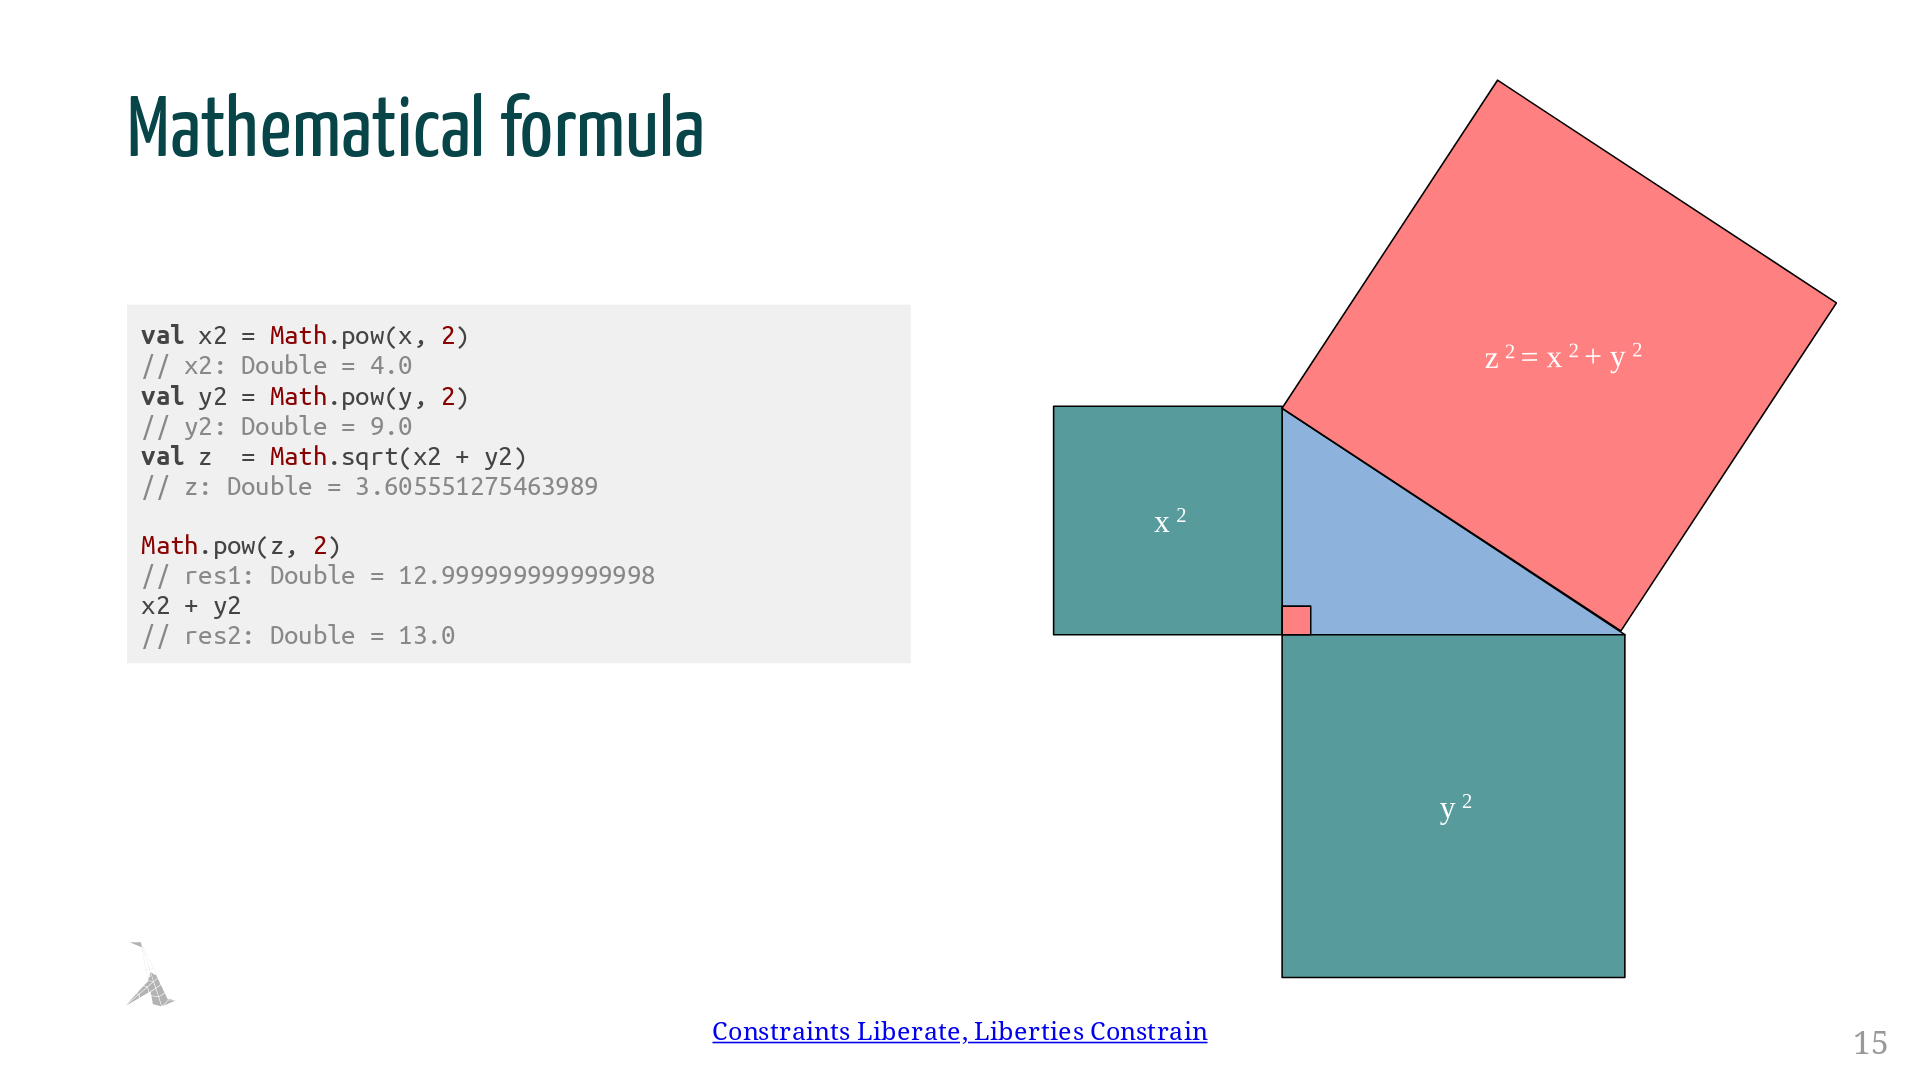 Mathematical formula
val x2 = Math.pow(x, 2)
// x2: Double = 4.0
val y2 = Math.pow(y, 2)
// y2: Double = 9.0
val z  = Math.sqrt(x2 + y2)
// z: Double = 3.605551275463989

Math.pow(z, 2)
// res1: Double = 12.999999999999998
x2 + y2
// res2: Double = 13.0
z ² = x ² + y ²
x ²
y ²
Constraints Liberate, Liberties Constrain
15